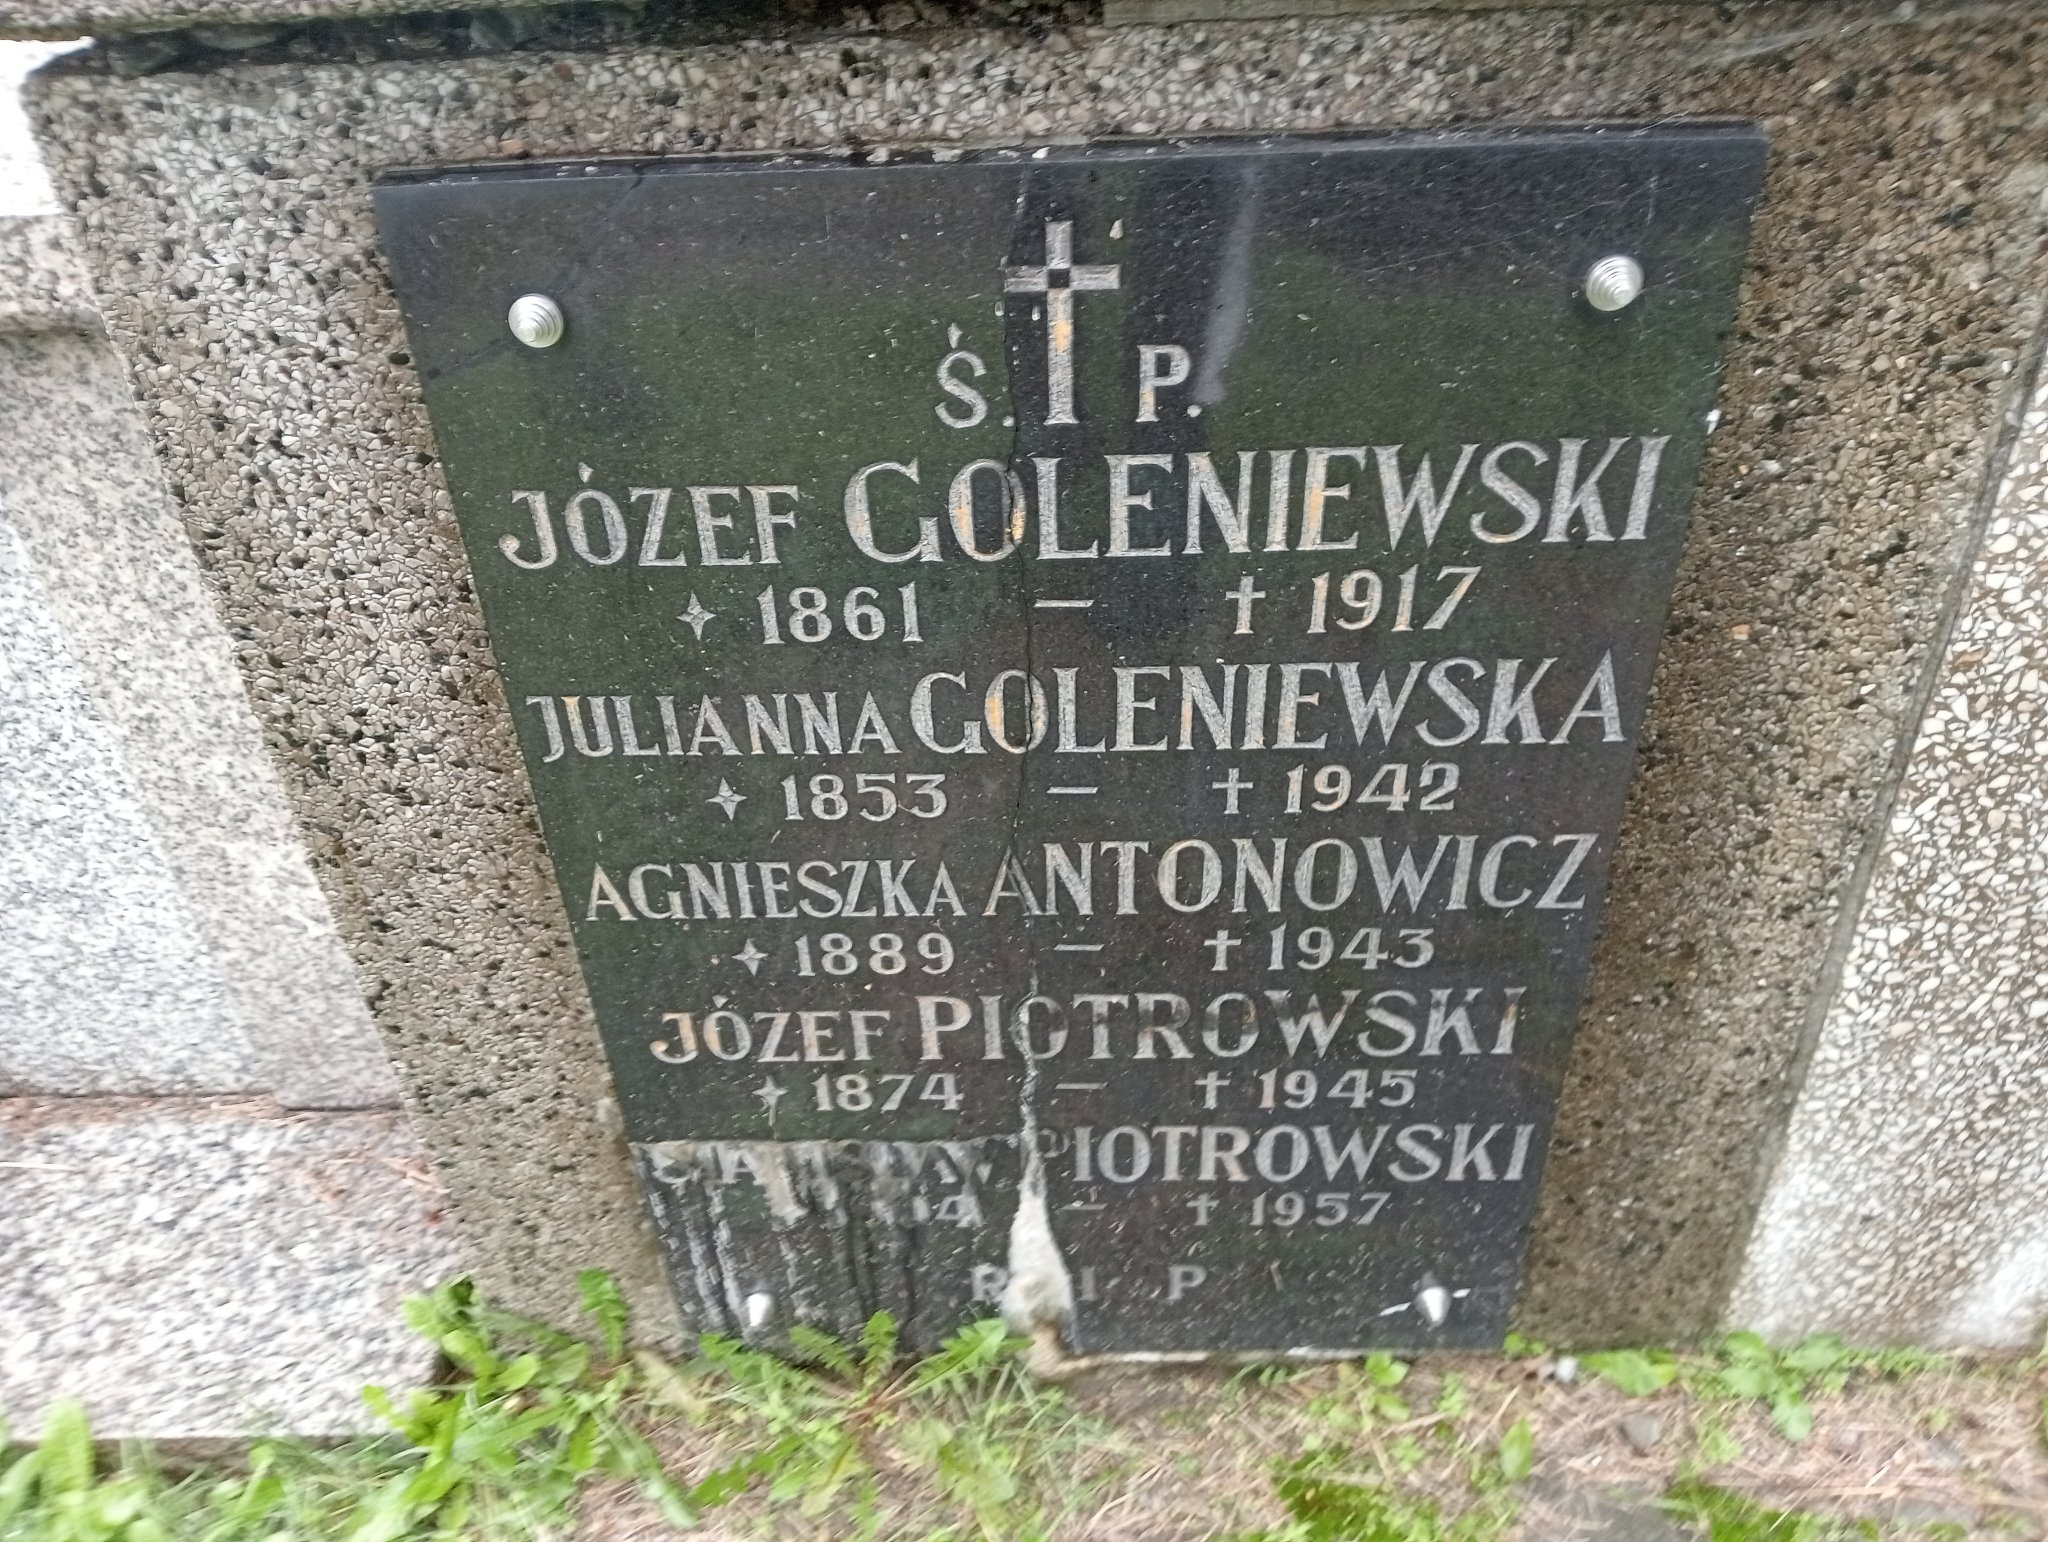 Ś. P.
JÓZEF GOLENIEWSKI
1861 – † 1917
JULIANNA GOLENIEWSKA
1853 – † 1942
AGNIESZKA ANTONOWICZ
1889 – † 1943
JÓZEF PIOTROWSKI
1874 – † 1945
PIOTROWSKI
– † 1957
R I P